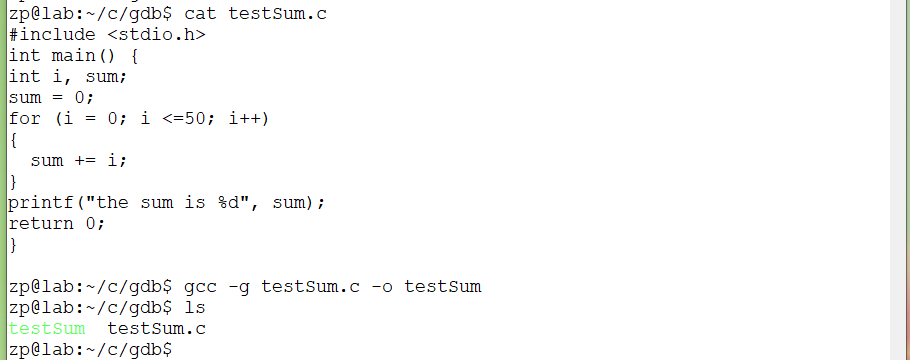 zp@lab:~/c/gdb$ cat testSum.c
#include <stdio.h>
int main() {
int i, sum;
sum = 0;
for (i = 0; i <=50; i++)
{
  sum += i;
}
printf("the sum is %d", sum);
return 0;
}

zp@lab:~/c/gdb$ gcc -g testSum.c -o testSum
zp@lab:~/c/gdb$ ls
testSum  testSum.c
zp@lab:~/c/gdb$